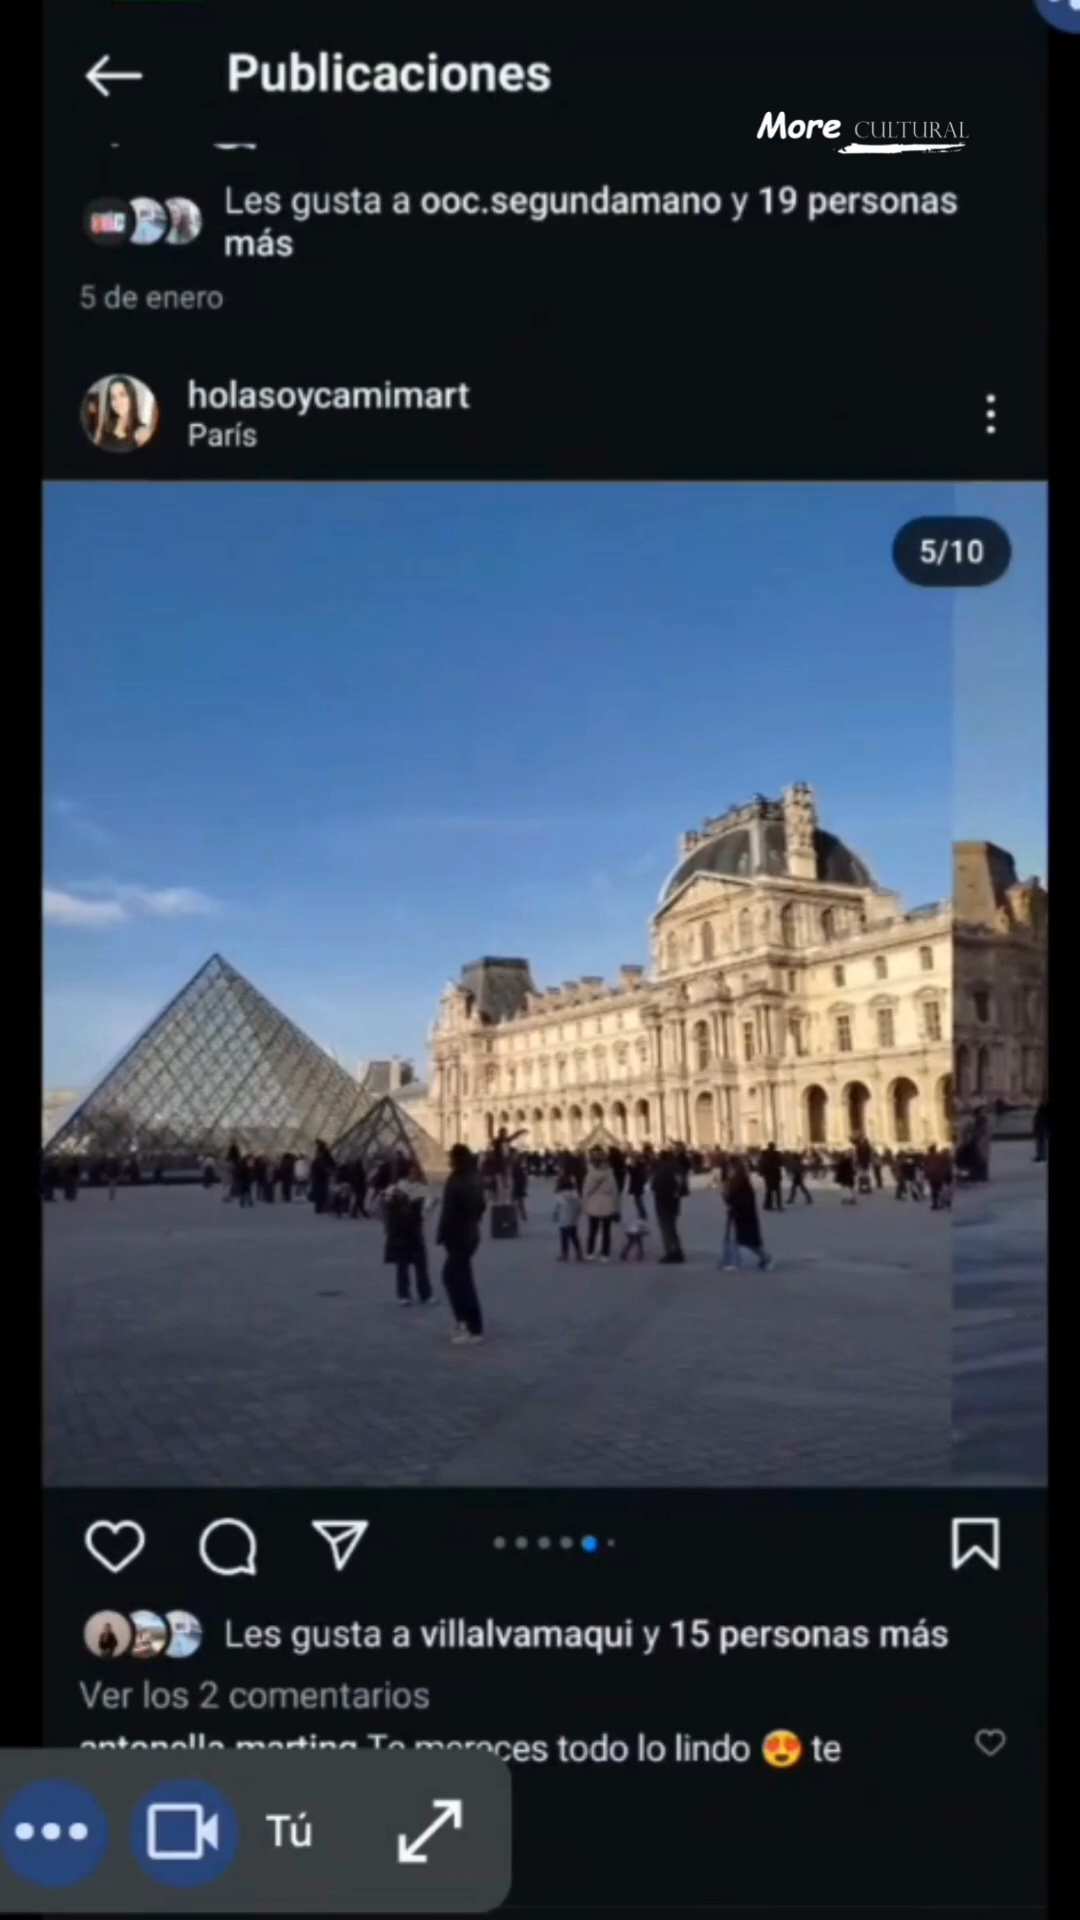 Publicaciones
More CULTURAL
Les gusta a ooc.segundamano y 19 personas
más
5 de enero
holasoycamimart
París
5/10
Les gusta a villalvamaqui y 15 personas más
Ver los 2 comentarios
todo lo lindo 😍 te
Tú